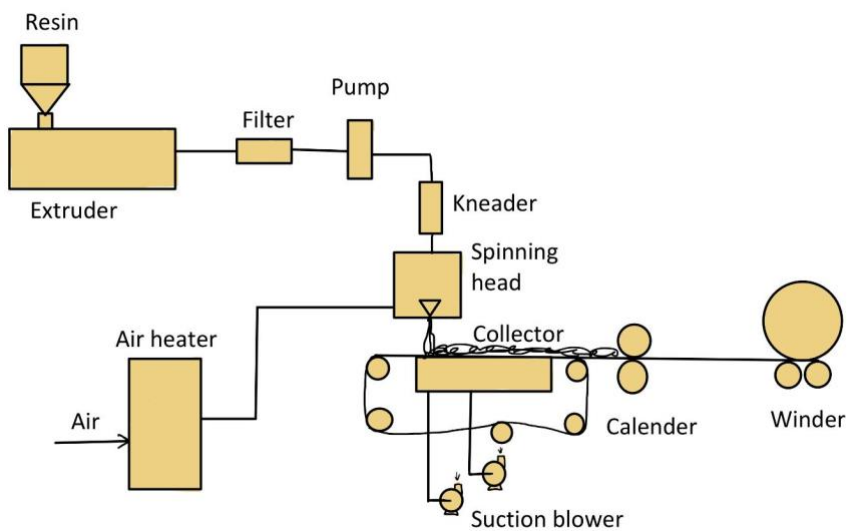 Resin
Pump
Filter
Extruder
Kneader
Spinning
head
Collector
Air heater
Air
Calender
Winder
Suction blower